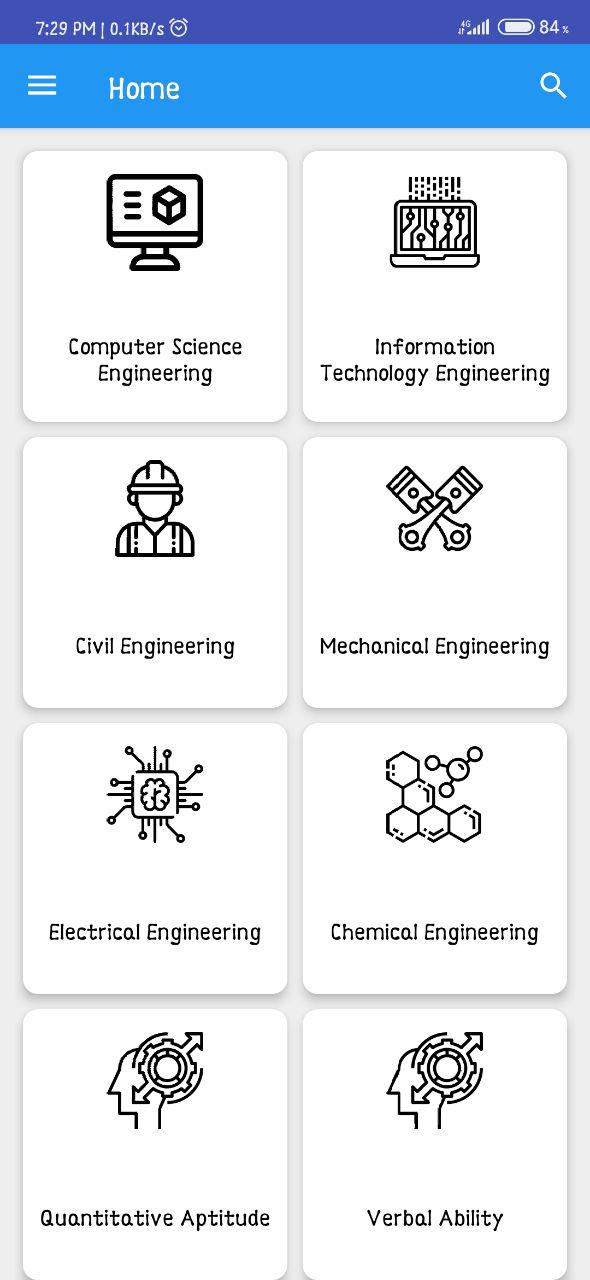 7:29 PM | 0.1KB/s
4G 84%
Home
Computer Science
Engineering
Information
Technology Engineering
Civil Engineering
Mechanical Engineering
Electrical Engineering
Chemical Engineering
Quantitative Aptitude
Verbal Ability